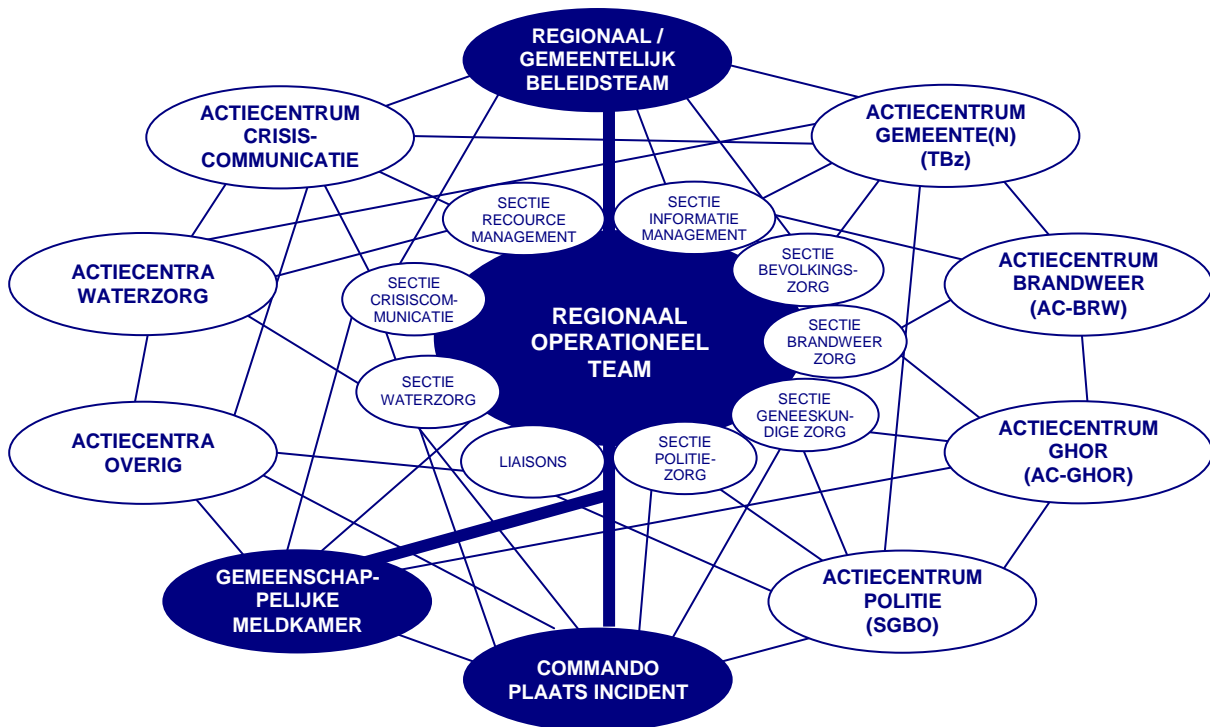 REGIONAAL /
GEMEENTELIJK
BELEIDSTEAM
ACTIECENTRUM
CRISIS-
COMMUNICATIE
ACTIECENTRUM
GEMEENTE(N)
(TBz)
SECTIE
RECOURCE
MANAGEMENT
SECTIE
INFORMATIE
MANAGEMENT
SECTIE
BEVOLKINGS-
ZORG
ACTIECENTRA
WATERZORG
SECTIE
CRISISCOM-
MUNICATIE
ACTIECENTRUM
BRANDWEER
(AC-BRW)
REGIONAAL
OPERATIONEEL
TEAM
SECTIE
BRANDWEER
ZORG
SECTIE
WATERZORG
SECTIE
GENEESKUN-
DIGE ZORG
ACTIECENTRA
OVERIG
LIAISONS
SECTIE
POLITIE-
ZORG
ACTIECENTRUM
GHOR
(AC-GHOR)
GEMEENSCHAP-
PELIJKE
MELDKAMER
ACTIECENTRUM
POLITIE
(SGBO)
COMMANDO
PLAATS INCIDENT